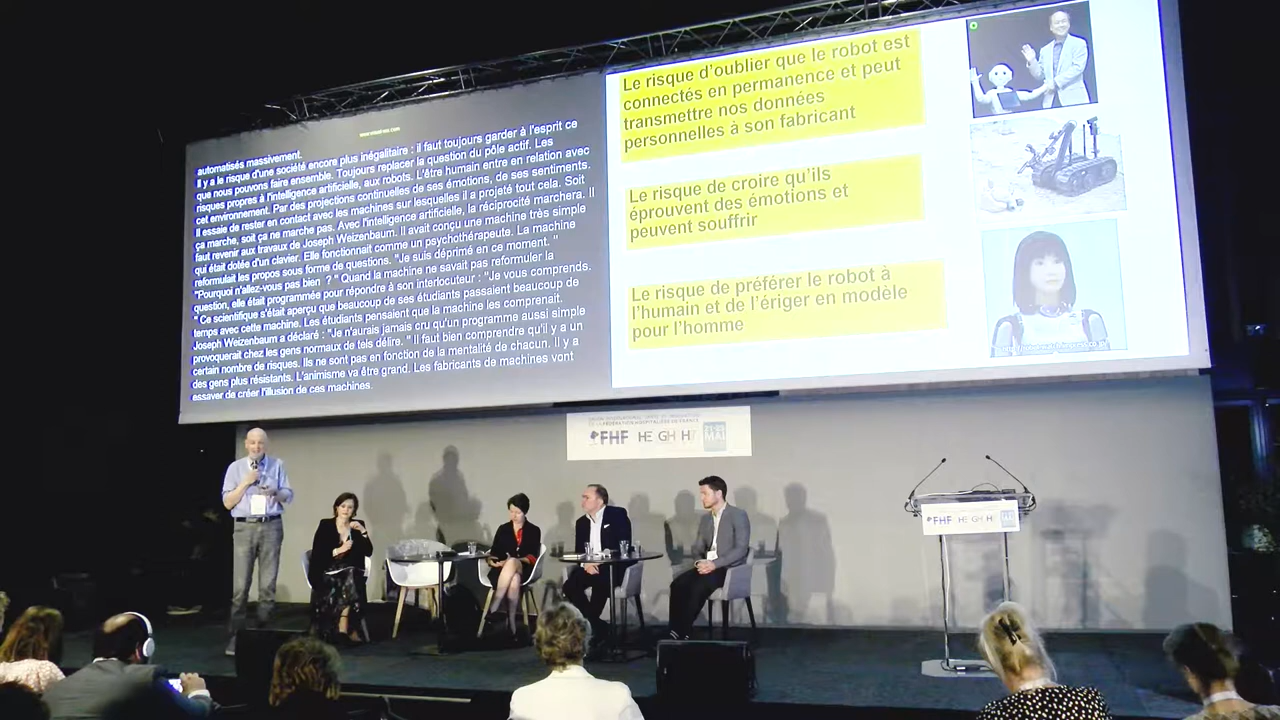 automatisés massivement.
Il y a le risque d'une société encore plus inégalitaire : il faut toujours garder à l'esprit ce
que nous pouvons faire ensemble. Toujours replacer la question du pôle actif. Les
risques propres à l'intelligence artificielle, aux robots. L'être humain entre en relation avec
cet environnement. Par des projections continuelles de ses émotions, de ses sentiments.
Il essaie de rester en contact avec les machines sur lesquelles il a projeté tout cela. Soit
ça marche, soit ça ne marche pas. Avec l'intelligence artificielle, la réciprocité marchera. Il
faut revenir aux travaux de Joseph Weizenbaum. Il avait conçu une machine très simple
qui était dotée d'un clavier. Elle fonctionnait comme un psychothérapeute. La machine
reformulait les propos sous forme de questions. "Je suis déprimé en ce moment. "
"Pourquoi n'allez-vous pas bien ? " Quand la machine ne savait pas reformuler la
question, elle était programmée pour répondre à son interlocuteur : "Je vous comprends.
" Ce scientifique s'était aperçu que beaucoup de ses étudiants passaient beaucoup de
temps avec cette machine. Les étudiants pensaient que la machine les comprenait.
Joseph Weizenbaum a déclaré : "Je n'aurais jamais cru qu'un programme aussi simple
provoquerait chez les gens normaux de tels délire. " Il faut bien comprendre qu'il y a un
certain nombre de risques. Ils ne sont pas en fonction de la mentalité de chacun. Il y a
des gens plus résistants. L'animisme va être grand. Les fabricants de machines vont
essayer de créer l'illusion de ces machines.
Le risque d'oublier que le robot est
connectés en permanence et peut
transmettre nos données
personnelles à son fabricant
Le risque de croire qu'ils
éprouvent des émotions et
peuvent souffrir
Le risque de préférer le robot à
l'humain et de l'ériger en modèle
pour l'homme
DE LA FÉDÉRATION HOSPITALIÈRE DE FRANCE
FHF HE GH H
MAI
FHF HE GH H